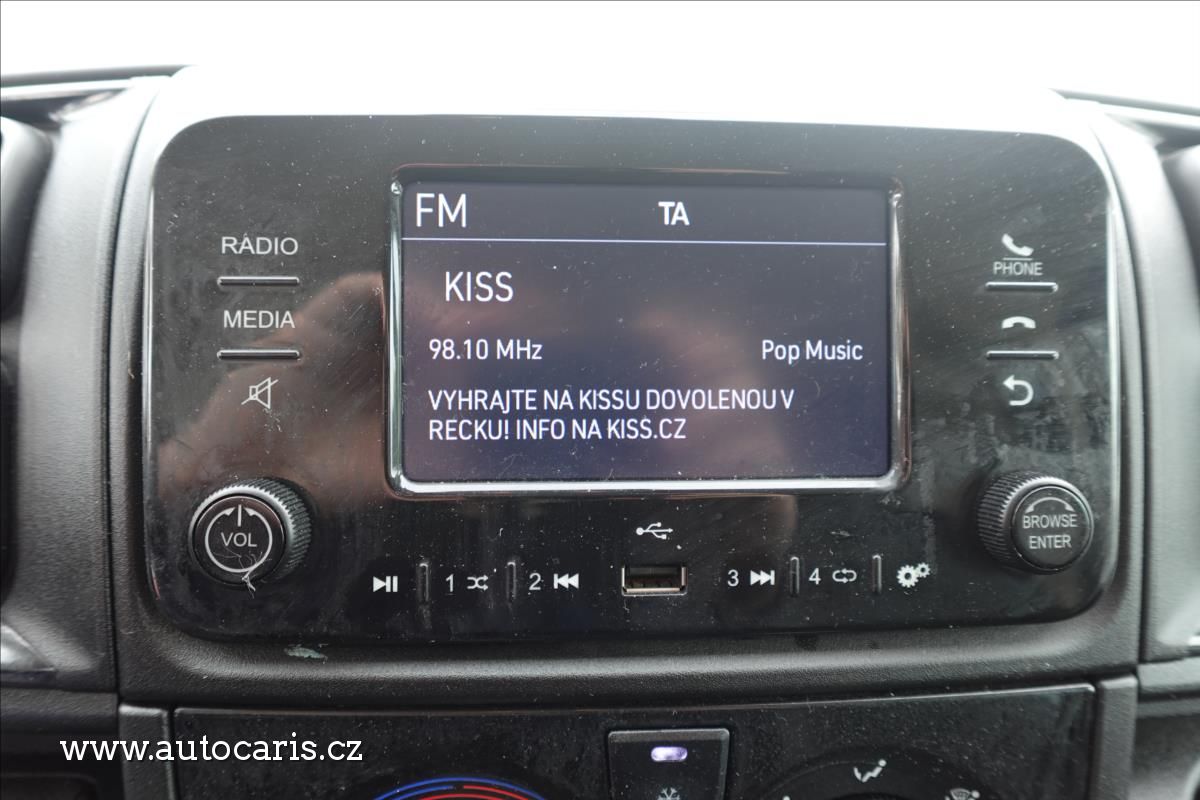 FM TA
RADIO
KISS
PHONE
MEDIA
98.10 MHz Pop Music
VYHRAJTE NA KISSU DOVOLENOU V
RECKU! INFO NA KISS.CZ
VOL
BROWSE
ENTER
1 2 3 4
www.autocaris.cz